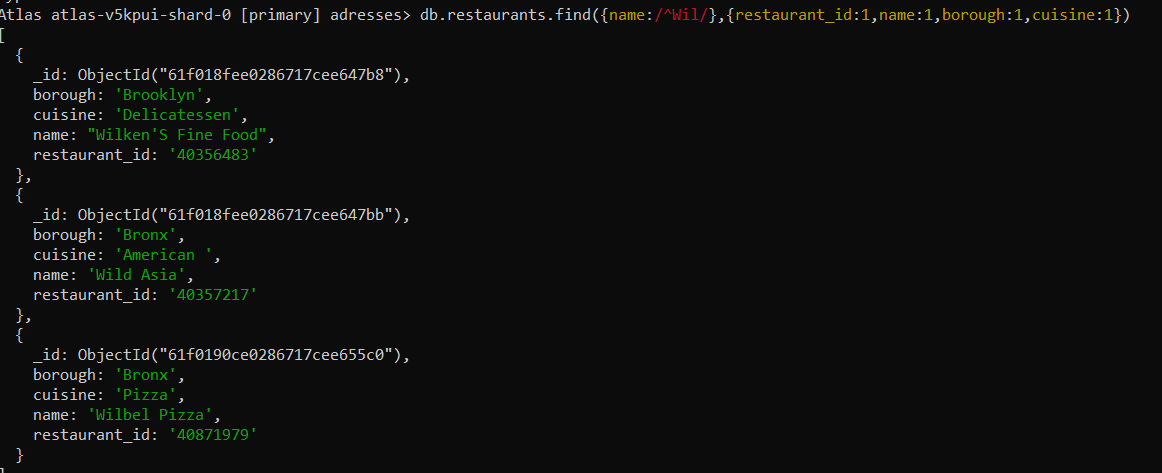 Atlas atlas-v5kpui-shard-0 [primary] adresses> db.restaurants.find({name:/^Wil/},{restaurant_id:1,name:1,borough:1,cuisine:1})
[
  {
    _id: ObjectId("61f018fee0286717cee647b8"),
    borough: 'Brooklyn',
    cuisine: 'Delicatessen',
    name: "Wilken'S Fine Food",
    restaurant_id: '40356483'
  },
  {
    _id: ObjectId("61f018fee0286717cee647bb"),
    borough: 'Bronx',
    cuisine: 'American ',
    name: 'Wild Asia',
    restaurant_id: '40357217'
  },
  {
    _id: ObjectId("61f0190ce0286717cee655c0"),
    borough: 'Bronx',
    cuisine: 'Pizza',
    name: 'Wilbel Pizza',
    restaurant_id: '40871979'
  }